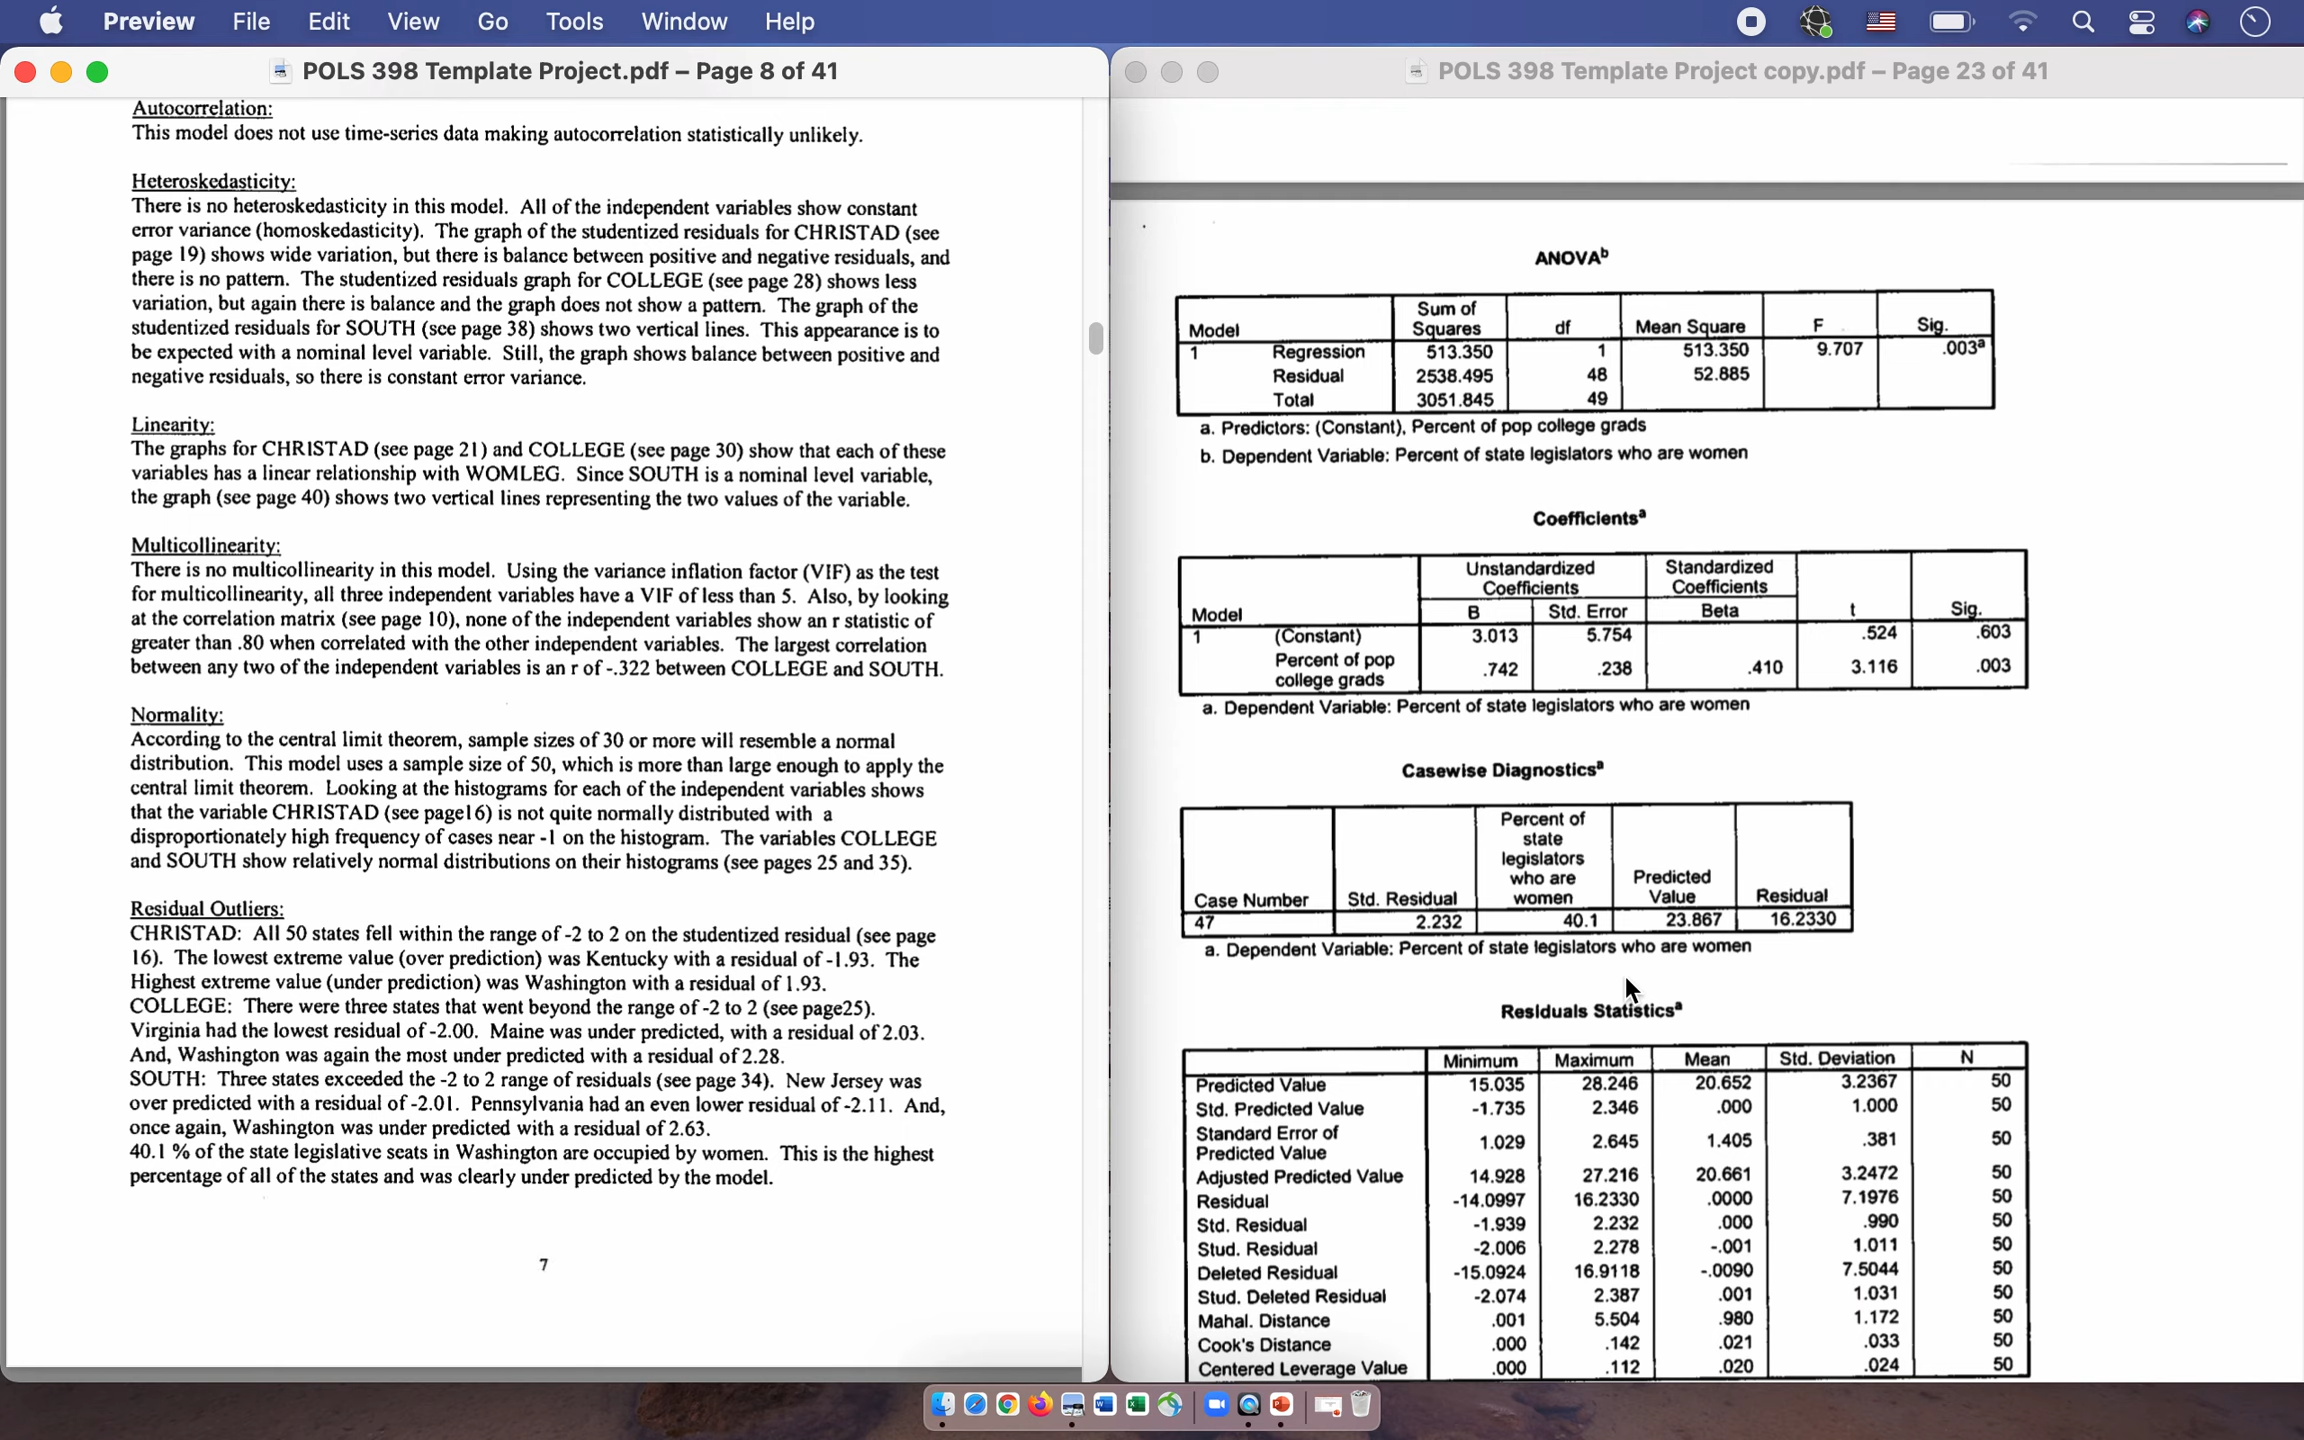 Preview File Edit View Go Tools Window Help
POLS 398 Template Project.pdf – Page 8 of 41
Autocorrelation:
This model does not use time-series data making autocorrelation statistically unlikely.
Heteroskedasticity:
There is no heteroskedasticity in this model. All of the independent variables show constant
error variance (homoskedasticity). The graph of the studentized residuals for CHRISTAD (see
page 19) shows wide variation, but there is balance between positive and negative residuals, and
there is no pattern. The studentized residuals graph for COLLEGE (see page 28) shows less
variation, but again there is balance and the graph does not show a pattern. The graph of the
studentized residuals for SOUTH (see page 38) shows two vertical lines. This appearance is to
be expected with a nominal level variable. Still, the graph shows balance between positive and
negative residuals, so there is constant error variance.
Linearity:
The graphs for CHRISTAD (see page 21) and COLLEGE (see page 30) show that each of these
variables has a linear relationship with WOMLEG. Since SOUTH is a nominal level variable,
the graph (see page 40) shows two vertical lines representing the two values of the variable.
Multicollinearity:
There is no multicollinearity in this model. Using the variance inflation factor (VIF) as the test
for multicollinearity, all three independent variables have a VIF of less than 5. Also, by looking
at the correlation matrix (see page 10), none of the independent variables show an r statistic of
greater than .80 when correlated with the other independent variables. The largest correlation
between any two of the independent variables is an r of -.322 between COLLEGE and SOUTH.
Normality:
According to the central limit theorem, sample sizes of 30 or more will resemble a normal
distribution. This model uses a sample size of 50, which is more than large enough to apply the
central limit theorem. Looking at the histograms for each of the independent variables shows
that the variable CHRISTAD (see page16) is not quite normally distributed with a
disproportionately high frequency of cases near -1 on the histogram. The variables COLLEGE
and SOUTH show relatively normal distributions on their histograms (see pages 25 and 35).
Residual Outliers:
CHRISTAD: All 50 states fell within the range of -2 to 2 on the studentized residual (see page
16). The lowest extreme value (over prediction) was Kentucky with a residual of -1.93. The
Highest extreme value (under prediction) was Washington with a residual of 1.93.
COLLEGE: There were three states that went beyond the range of -2 to 2 (see page25).
Virginia had the lowest residual of -2.00. Maine was under predicted, with a residual of 2.03.
And, Washington was again the most under predicted with a residual of 2.28.
SOUTH: Three states exceeded the -2 to 2 range of residuals (see page 34). New Jersey was
over predicted with a residual of -2.01. Pennsylvania had an even lower residual of -2.11. And,
once again, Washington was under predicted with a residual of 2.63.
40.1 % of the state legislative seats in Washington are occupied by women. This is the highest
percentage of all of the states and was clearly under predicted by the model.
7
POLS 398 Template Project copy.pdf – Page 23 of 41
ANOVAb
Model Sum of Squares df Mean Square F Sig.
1 Regression 513.350 1 513.350 9.707 .003a
Residual 2538.495 48 52.885
Total 3051.845 49
a. Predictors: (Constant), Percent of pop college grads
b. Dependent Variable: Percent of state legislators who are women
Coefficientsa
Unstandardized Coefficients Standardized Coefficients
Model B Std. Error Beta t Sig.
1 (Constant) 3.013 5.754 .524 .603
Percent of pop college grads .742 .238 .410 3.116 .003
a. Dependent Variable: Percent of state legislators who are women
Casewise Diagnosticsa
Case Number Std. Residual Percent of state legislators who are women Predicted Value Residual
47 2.232 40.1 23.867 16.2330
a. Dependent Variable: Percent of state legislators who are women
Residuals Statisticsa
Minimum Maximum Mean Std. Deviation N
Predicted Value 15.035 28.246 20.652 3.2367 50
Std. Predicted Value -1.735 2.346 .000 1.000 50
Standard Error of Predicted Value 1.029 2.645 1.405 .381 50
Adjusted Predicted Value 14.928 27.216 20.661 3.2472 50
Residual -14.0997 16.2330 .0000 7.1976 50
Std. Residual -1.939 2.232 .000 .990 50
Stud. Residual -2.006 2.278 -.001 1.011 50
Deleted Residual -15.0924 16.9118 -.0090 7.5044 50
Stud. Deleted Residual -2.074 2.387 .001 1.031 50
Mahal. Distance .001 5.504 .980 1.172 50
Cook's Distance .000 .142 .021 .033 50
Centered Leverage Value .000 .112 .020 .024 50